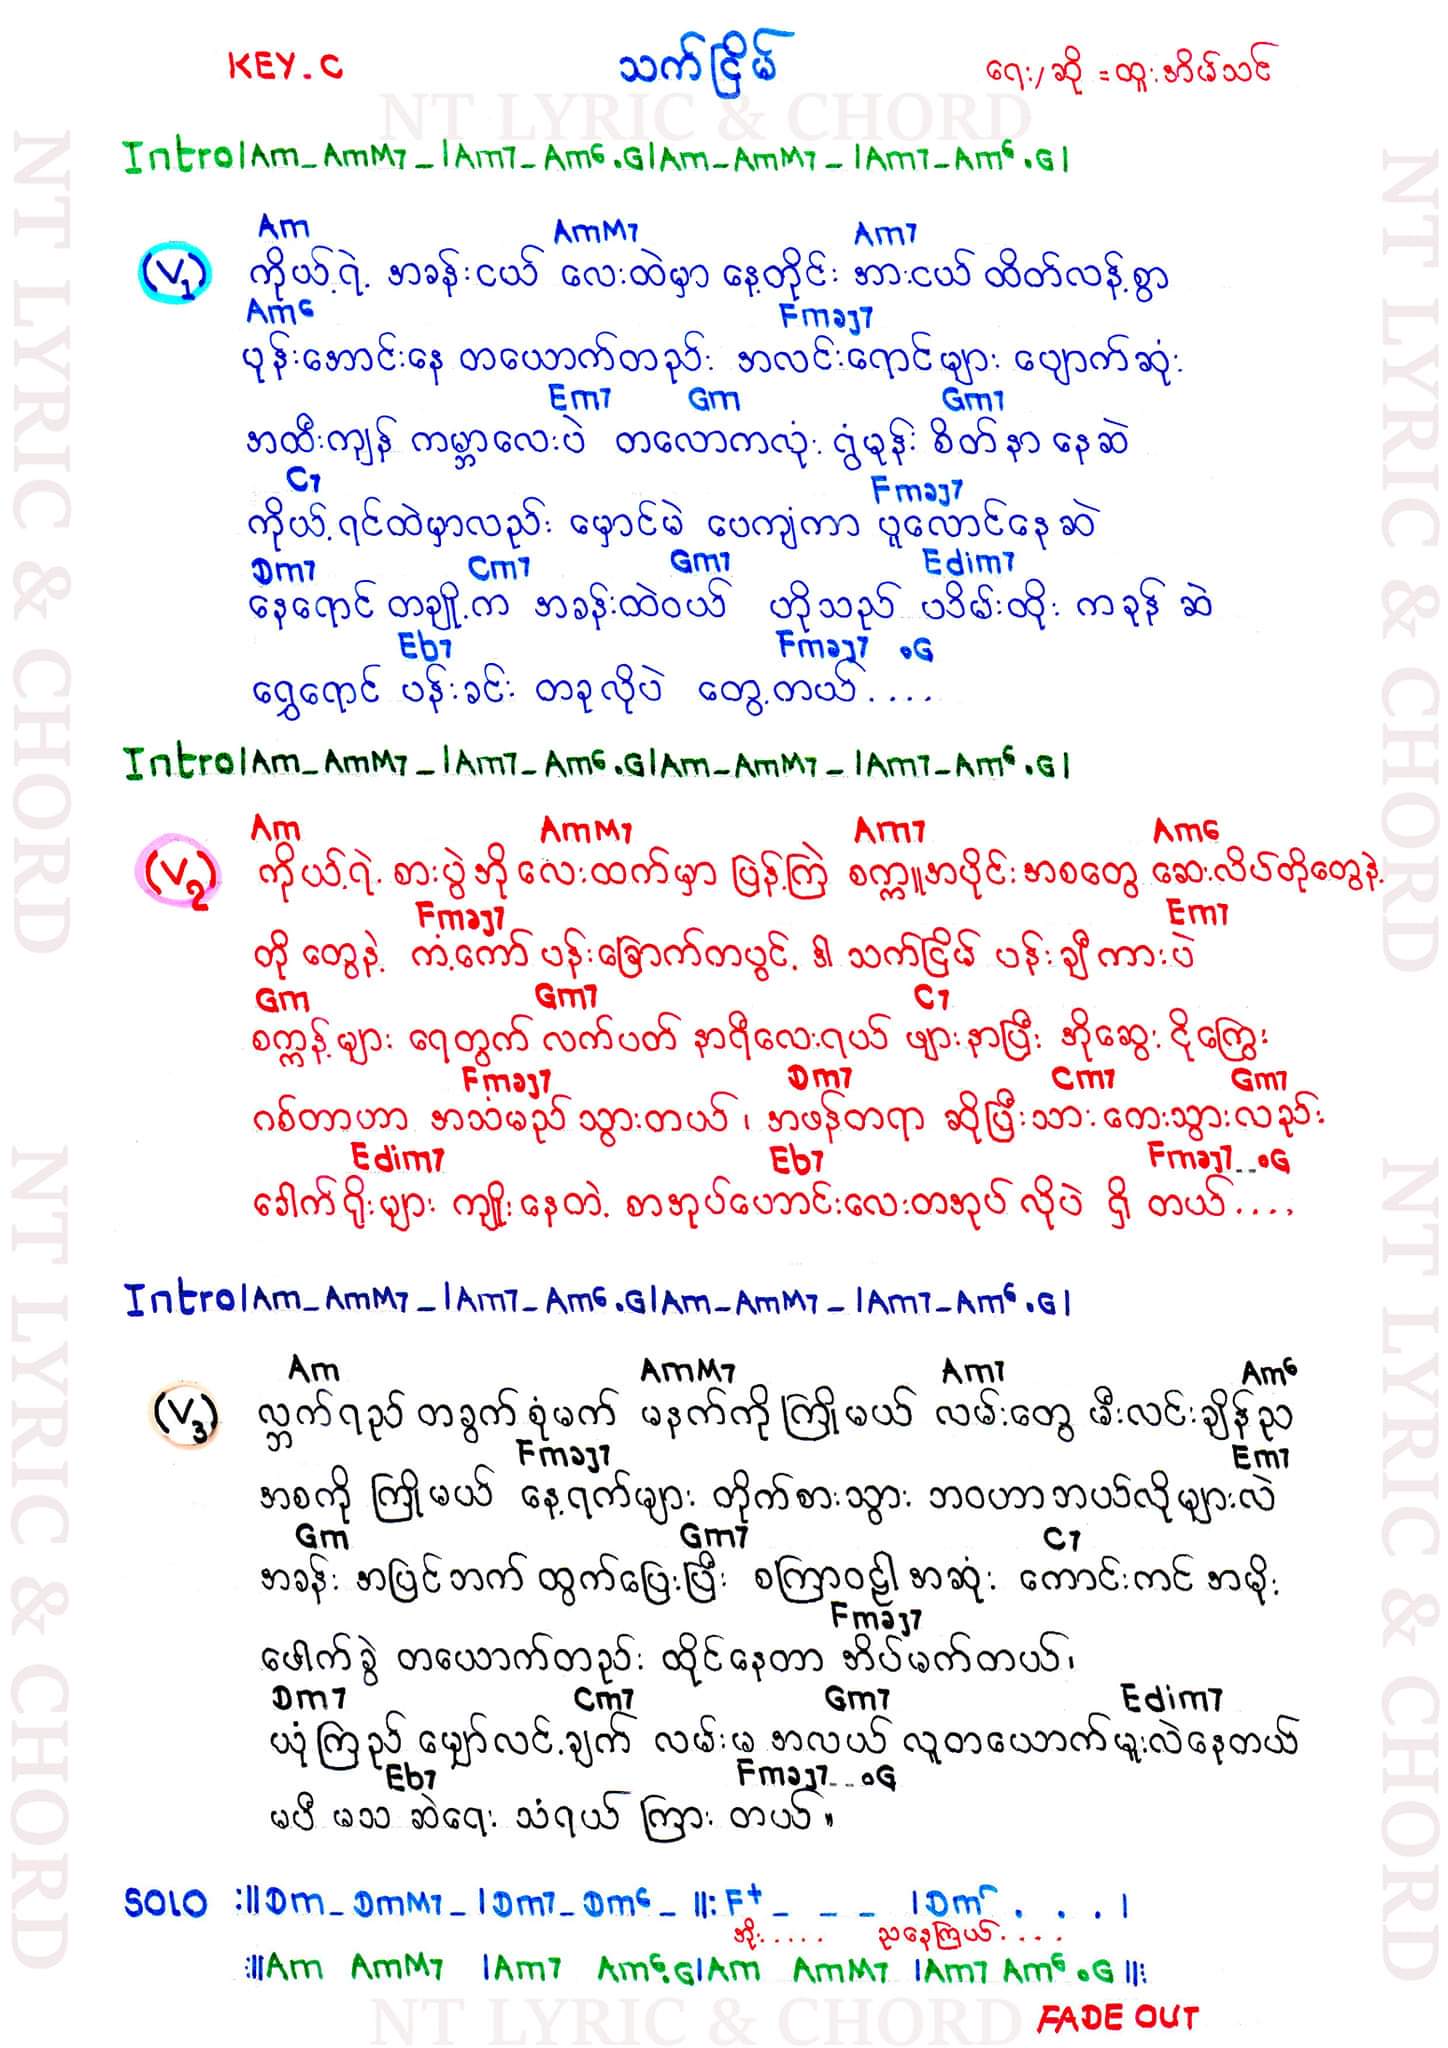 KEY.C
သက်ငြိမ်
ရေး/ဆို = ထူးအိမ်သင်
NT LYRIC & CHORD
Intro|Am_AmM7_|Am7_Am6.G|Am_AmM7_|Am7_Am6.G|
Am AmM7 Am7
(V1) ကိုယ့်ရဲ့ အခန်းငယ် လေးထဲမှာ နေ့တိုင်း အားငယ် ထိတ်လန့်စွာ
Am6 Fmaj7
ပုန်းအောင်းနေ တယောက်တည်း အလင်းရောင်များ ပျောက်ဆုံး
Em7 Gm Gm7
အထီးကျန် ကမ္ဘာလေးပဲ တလောကလုံး ရွံမုန်း စိတ်နာ နေဆဲ
C7 Fmaj7
ကိုယ့်ရင်ထဲမှာလည်း မှောင်မဲ ပေကျံကာ ပူလောင်နေဆဲ
Dm7 Cm7 Gm7 Edim7
နေရောင် တချို့က အခန်းထဲဝယ် ဟိုသည် ပသိမ်းထိုး ကခုန် ဆဲ
Eb7 Fmaj7 .G
ရွှေရောင် ပန်းခင်း တခုလိုပဲ တွေ့တယ်....
Intro|Am_AmM7_|Am7_Am6.G|Am_AmM7_|Am7_Am6.G|
Am AmM7 Am7 Am6
(V2) ကိုယ့်ရဲ့ စားပွဲအို လေးထက်မှာ ပြန့်ကြဲ စက္ကူအပိုင်းအစတွေ ဆေးလိပ်တိုတွေနဲ့
Fmaj7 Em7
တို တွေနဲ့ ကံ့ကော် ပန်းခြောက်တပွင့် ဒါ သက်ငြိမ် ပန်းချီကားပဲ
Gm Gm7 C7
စက္ကန့်များ ရေတွက် လက်ပတ် နာရီလေးရယ် ဖျားနာပြီး အိုဆွေး ငိုကြွေး
Fmaj7 Dm7 Cm7 Gm7
ဂစ်တာဟာ အသံမည် သွားတယ်၊ အဖန်တရာ ဆိုပြီးသား တေးသွားလည်း
Edim7 Eb7 Fmaj7...G
ခေါက်ရိုးများ ကျိုးနေတဲ့ စာအုပ်ဟောင်းလေးတအုပ် လိုပဲ ရှိ တယ်....
Intro|Am_AmM7_|Am7_Am6.G|Am_AmM7_|Am7_Am6.G|
Am AmM7 Am7 Am6
(V3) လ္ဘက်ရည် တခွက် စုံမက် မနက်ကို ကြိုမယ် လမ်းတွေ မီးလင်းချိန် ည
Fmaj7 Em7
အစကို ကြိုမယ် နေ့ရက်များ တိုက်စားသွား ဘဝဟာ ဘယ်လိုများလဲ
Gm Gm7 C7
အခန်း အပြင်ဘက် ထွက်ပြေးပြီး စကြာဝဠာ အဆုံး ကောင်းကင် အမိုး
Fmaj7
ဖေါက်ခွဲ တယောက်တည်း ထိုင်နေတာ အိပ်မက်တယ်၊
Dm7 Cm7 Gm7 Edim7
ယုံကြည် မျှော်လင့်ချက် လမ်းမ အလယ် လူတယောက်မူးလဲနေတယ်
Eb7 Fmaj7...G
မပီ မသ ဆဲရေး သံရယ် ကြား တယ်။
SOLO :||Dm_DmM7_|Dm7_Dm6_||:F+_ _ _ |Dm . . . |
အိုး..... ညနေကြယ်....
:||Am AmM7 |Am7 Am6.G|Am AmM7 |Am7 Am6.G||:
NT LYRIC & CHORD
FADE OUT
NT LYRIC & CHORD
NT LYRIC & CHORD
NT LYRIC & CHORD
NT LYRIC & CHORD